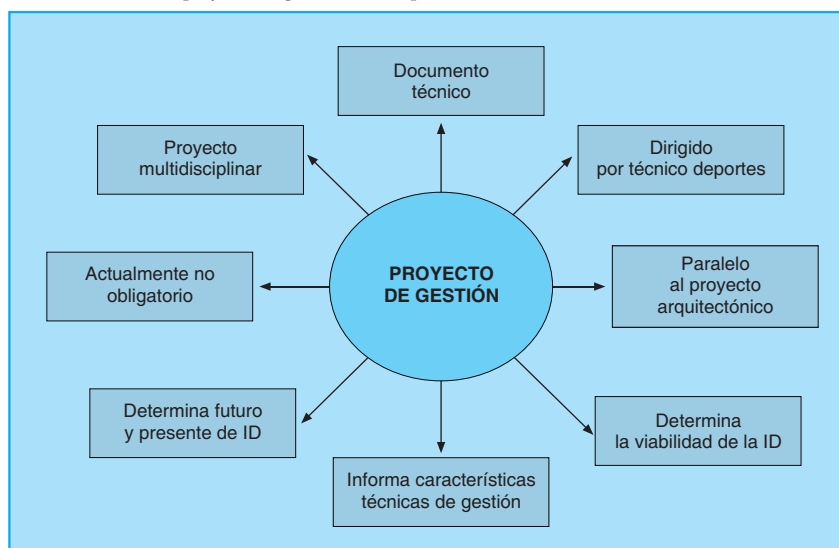 Documento
técnico
Proyecto
multidisciplinar
Dirigido
por técnico deportes
Actualmente no
obligatorio
PROYECTO
DE GESTIÓN
Paralelo
al proyecto
arquitectónico
Determina futuro
y presente de ID
Determina
la viabilidad de la ID
Informa características
técnicas de gestión